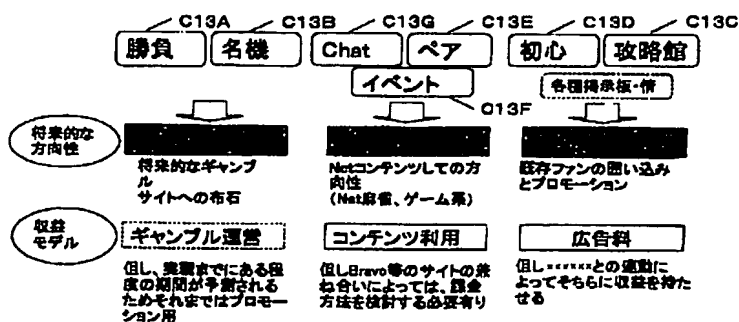 C13A C13B C13G C13E C13D C13C
勝負 名機 Chat ペア 初心 攻略館
イベント 各種掲示板・情
C13F
将来的な
方向性
将来的なギャンブ
ル
サイトへの布石
Netコンテンツしての方
向性
(Net麻雀、ゲーム系)
既存ファンの囲い込み
とプロモーション
収益
モデル
ギャンブル運営 コンテンツ利用 広告料
但し、実現までにある程
度の期間が予測される
ためそれまではプロモー
ション用
但しBravo等のサイトの兼
ね合いによっては、課金
方法を検討する必要有り
但し××××××との連動に
よってそちらに収益を持た
せる